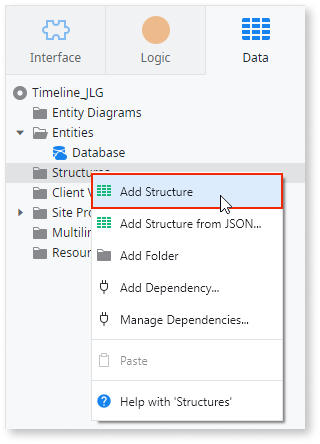 Interface
Logic
Data
Timeline_JLG
Entity Diagrams
Entities
Database
Structures
Add Structure
Client V
Add Structure from JSON...
Site Pro
Multilin
Add Folder
Resour
Add Dependency...
Manage Dependencies...
Paste
Help with 'Structures'